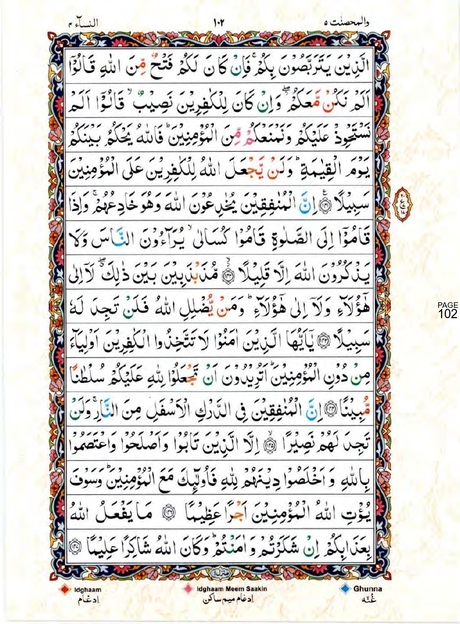 النساۤء ٤
١٠٢
والمحصنت ٥
الَّذِيْنَ يَتَرَبَّصُوْنَ بِكُمْ ۚ فَاِنْ كَانَ لَكُمْ فَتْحٌ مِّنَ اللّٰهِ قَالُوْۤا
اَلَمْ نَكُنْ مَّعَكُمْ ۖ وَاِنْ كَانَ لِلْكٰفِرِيْنَ نَصِيْبٌ ۙ قَالُوْۤا اَلَمْ
نَسْتَحْوِذْ عَلَيْكُمْ وَنَمْنَعْكُمْ مِّنَ الْمُؤْمِنِيْنَ ؕ فَاللّٰهُ يَحْكُمُ بَيْنَكُمْ
يَوْمَ الْقِيٰمَةِ ؕ وَلَنْ يَّجْعَلَ اللّٰهُ لِلْكٰفِرِيْنَ عَلَى الْمُؤْمِنِيْنَ
سَبِيْلًا ﴿١٤١﴾ اِنَّ الْمُنٰفِقِيْنَ يُخٰدِعُوْنَ اللّٰهَ وَهُوَ خَادِعُهُمْ ۚ وَاِذَا
قَامُوْۤا اِلَى الصَّلٰوةِ قَامُوْا كُسَالٰى ۙ يُرَآءُوْنَ النَّاسَ وَلَا
يَذْكُرُوْنَ اللّٰهَ اِلَّا قَلِيْلًا ﴿١٤٢﴾ مُّذَبْذَبِيْنَ بَيْنَ ذٰلِكَ ۖ لَاۤ اِلٰى
هٰۤؤُلَآءِ وَلَاۤ اِلٰى هٰۤؤُلَآءِ ؕ وَمَنْ يُّضْلِلِ اللّٰهُ فَلَنْ تَجِدَ لَهٗ
سَبِيْلًا ﴿١٤٣﴾ يٰۤاَيُّهَا الَّذِيْنَ اٰمَنُوْا لَا تَتَّخِذُوا الْكٰفِرِيْنَ اَوْلِيَآءَ
مِنْ دُوْنِ الْمُؤْمِنِيْنَ ؕ اَتُرِيْدُوْنَ اَنْ تَجْعَلُوْا لِلّٰهِ عَلَيْكُمْ سُلْطٰنًا
مُّبِيْنًا ﴿١٤٤﴾ اِنَّ الْمُنٰفِقِيْنَ فِى الدَّرْكِ الْاَسْفَلِ مِنَ النَّارِ ۚ وَلَنْ
تَجِدَ لَهُمْ نَصِيْرًا ﴿١٤٥﴾ اِلَّا الَّذِيْنَ تَابُوْا وَاَصْلَحُوْا وَاعْتَصَمُوْا
بِاللّٰهِ وَاَخْلَصُوْا دِيْنَهُمْ لِلّٰهِ فَاُولٰٓئِكَ مَعَ الْمُؤْمِنِيْنَ ؕ وَسَوْفَ
يُؤْتِ اللّٰهُ الْمُؤْمِنِيْنَ اَجْرًا عَظِيْمًا ﴿١٤٦﴾ مَا يَفْعَلُ اللّٰهُ
بِعَذَابِكُمْ اِنْ شَكَرْتُمْ وَاٰمَنْتُمْ ؕ وَكَانَ اللّٰهُ شَاكِرًا عَلِيْمًا ﴿١٤٧﴾
PAGE
102
Idghaam
ادغام
Idghaam Meem Saakin
ادغام میم ساکن
Ghunna
غنّہ